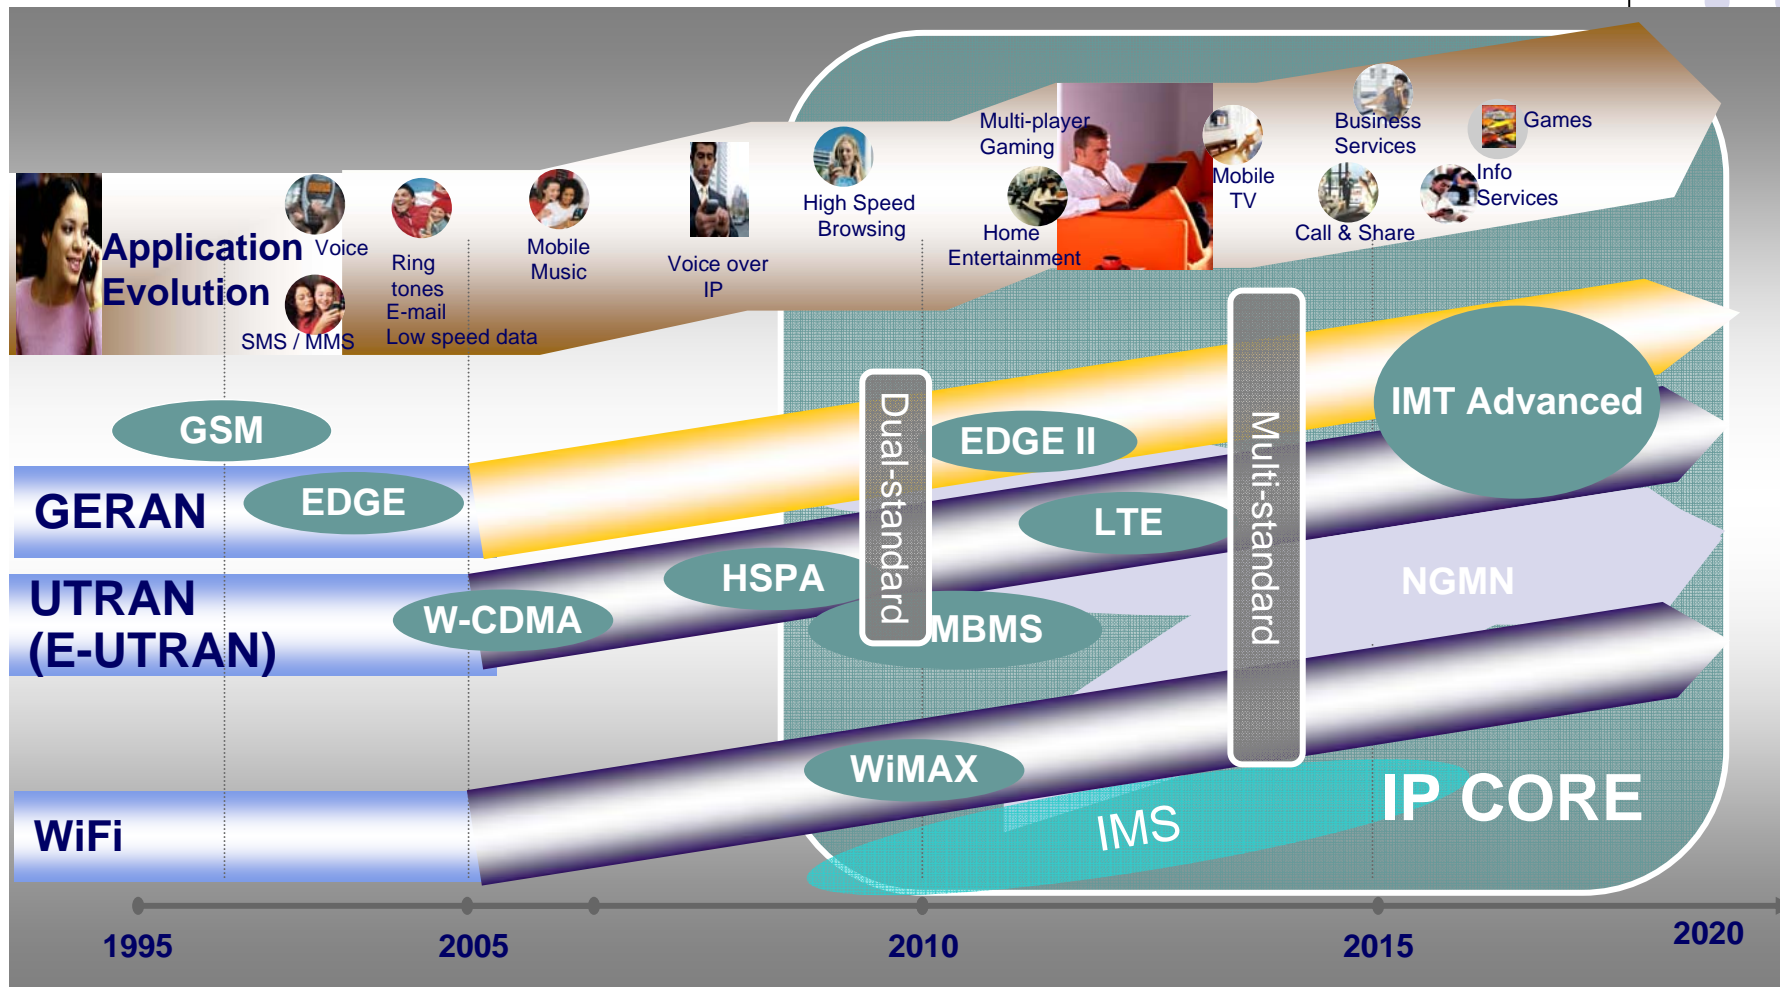 Application
Evolution
Voice
SMS / MMS
Ring
tones
E-mail
Low speed data
Mobile
Music
Voice over
IP
High Speed
Browsing
Multi-player
Gaming
Home
Entertainment
Mobile
TV
Business
Services
Call & Share
Games
Info
Services
GSM
GERAN
EDGE
EDGE II
IMT Advanced
Dual-standard
Multi-standard
UTRAN
(E-UTRAN)
W-CDMA
HSPA
LTE
MBMS
NGMN
WiFi
WiMAX
IMS
IP CORE
1995
2005
2010
2015
2020